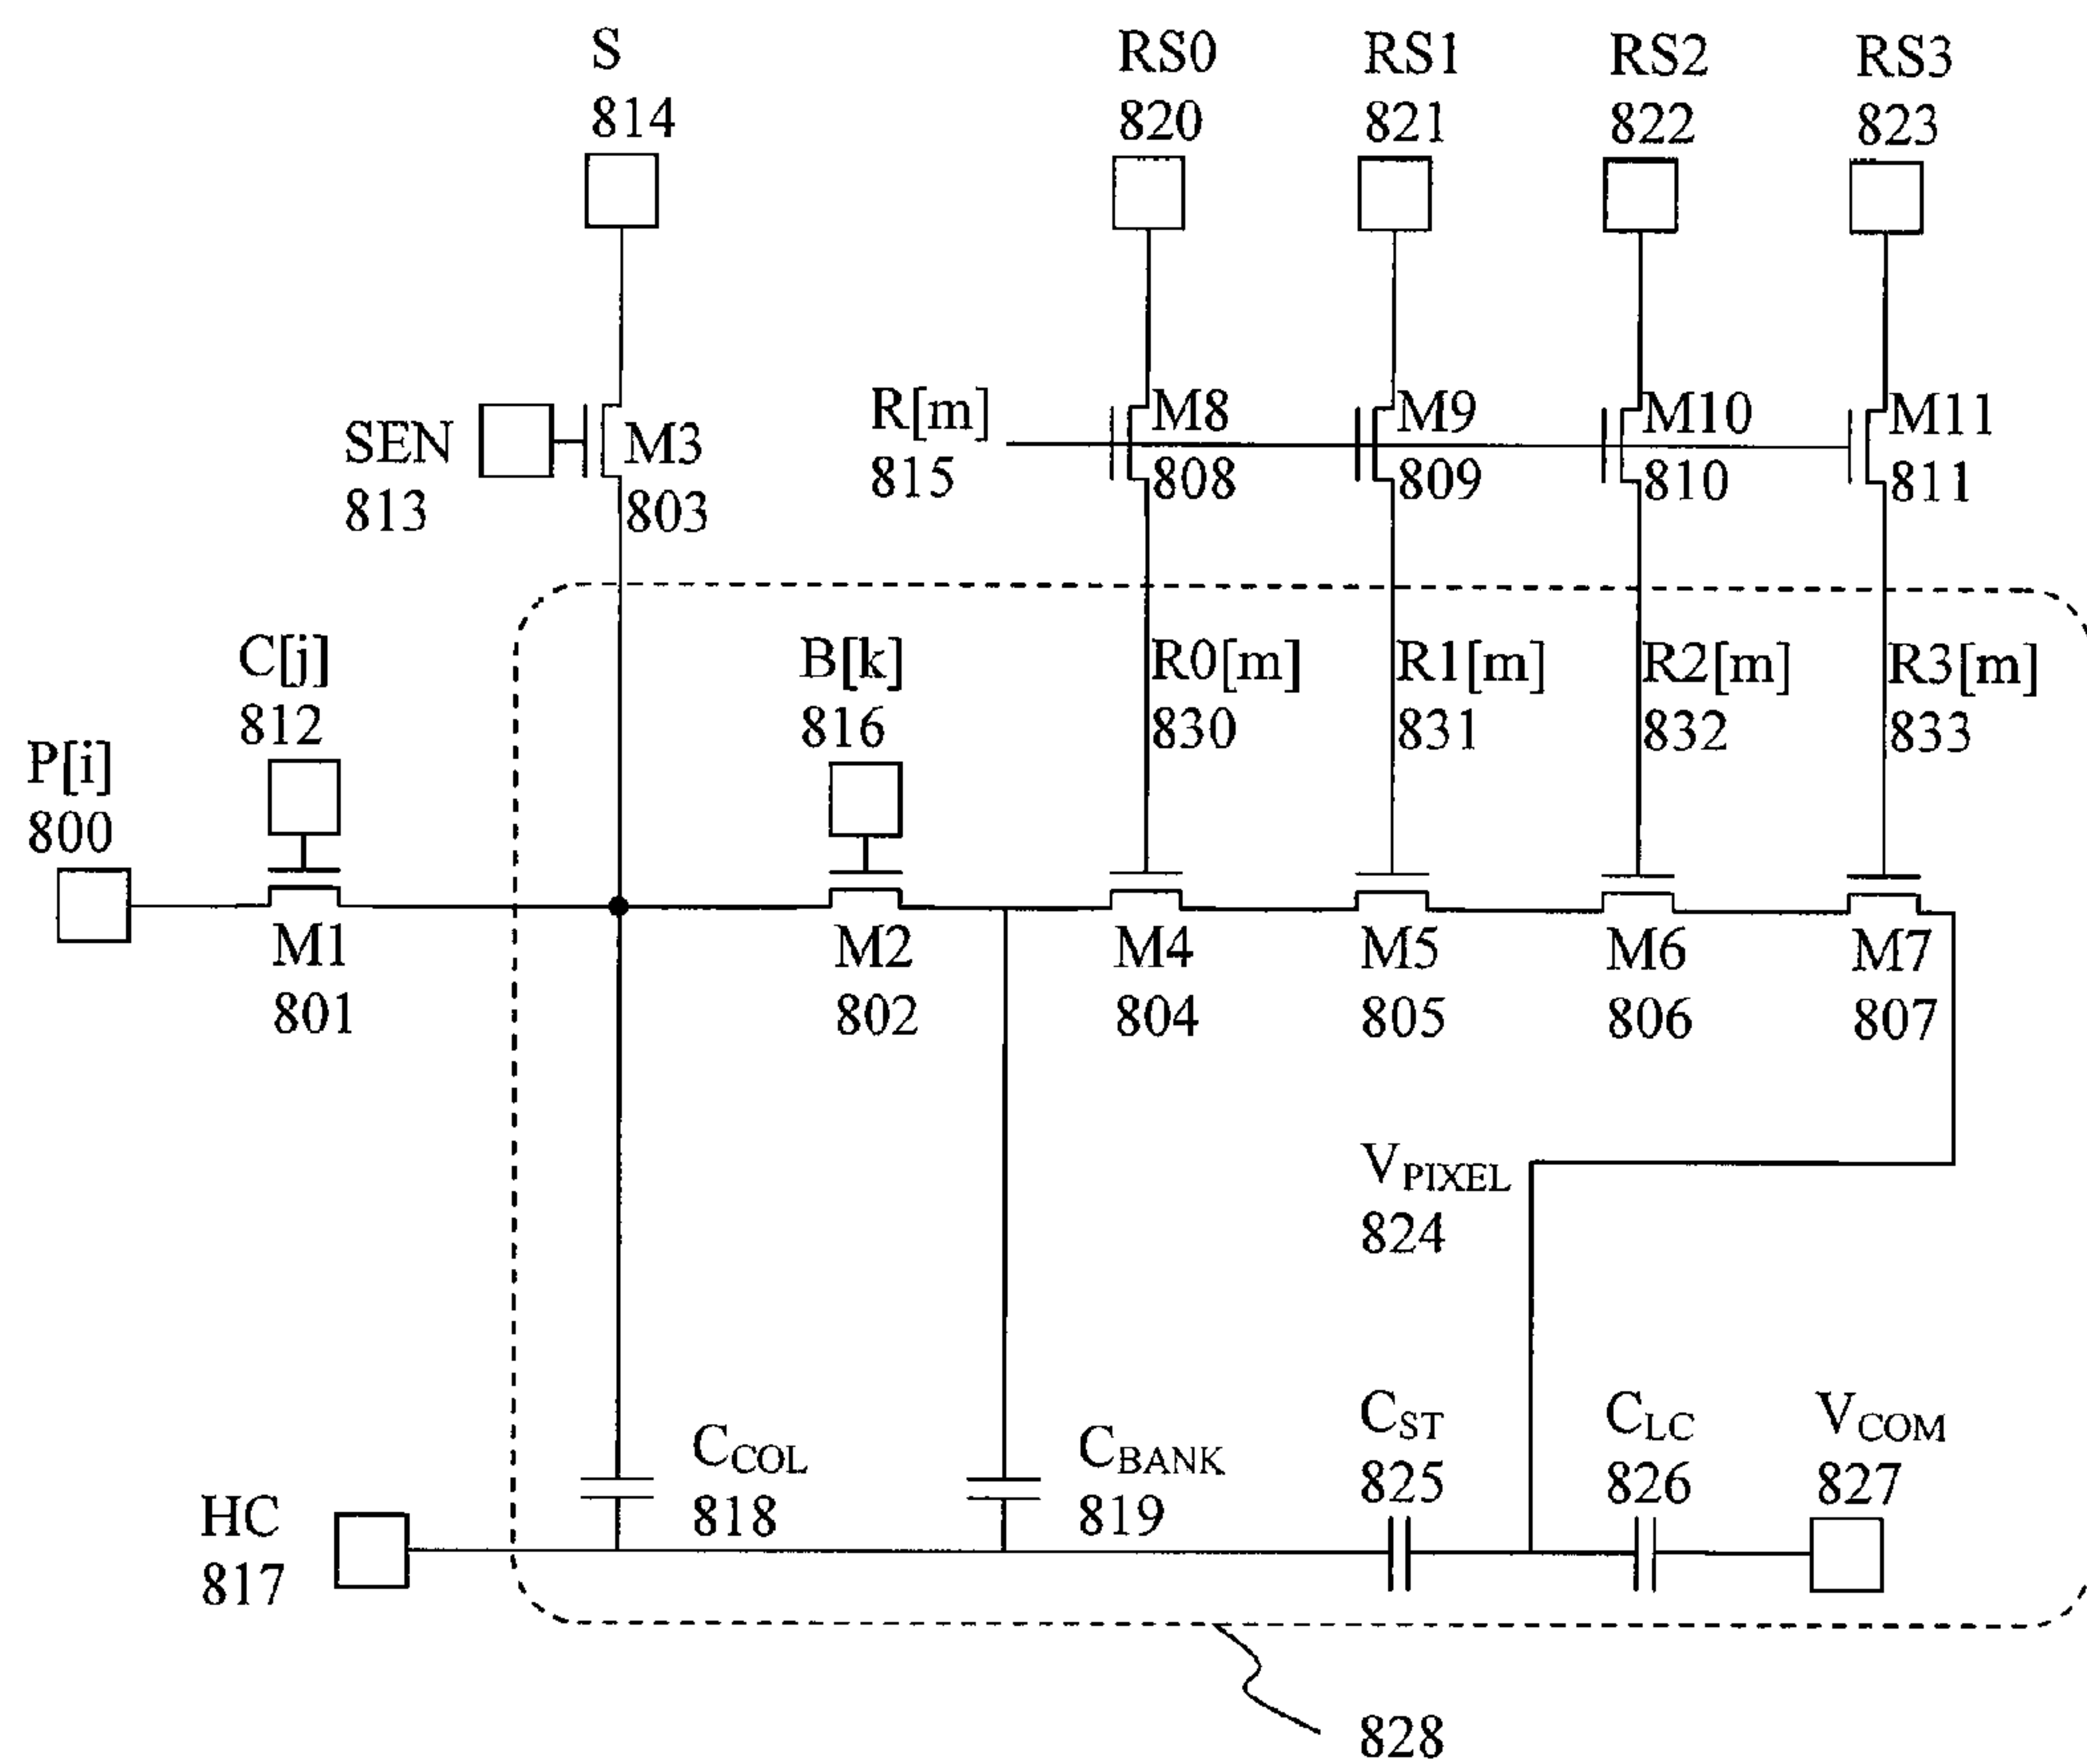 S
814
RS0
820
RS1
821
RS2
822
RS3
823
SEN
813
M3
803
R[m]
815
M8
808
M9
809
M10
810
M11
811
C[j]
812
B[k]
816
R0[m]
830
R1[m]
831
R2[m]
832
R3[m]
833
P[i]
800
M1
801
M2
802
M4
804
M5
805
M6
806
M7
807
VPIXEL
824
HC
817
CCOL
818
CBANK
819
CST
825
CLC
826
VCOM
827
828